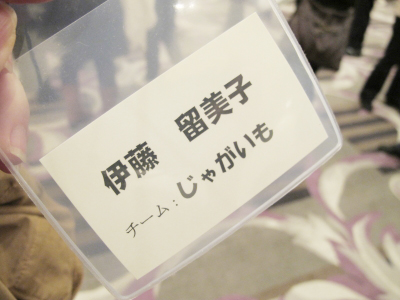 伊藤　留美子
チーム：じゃがいも